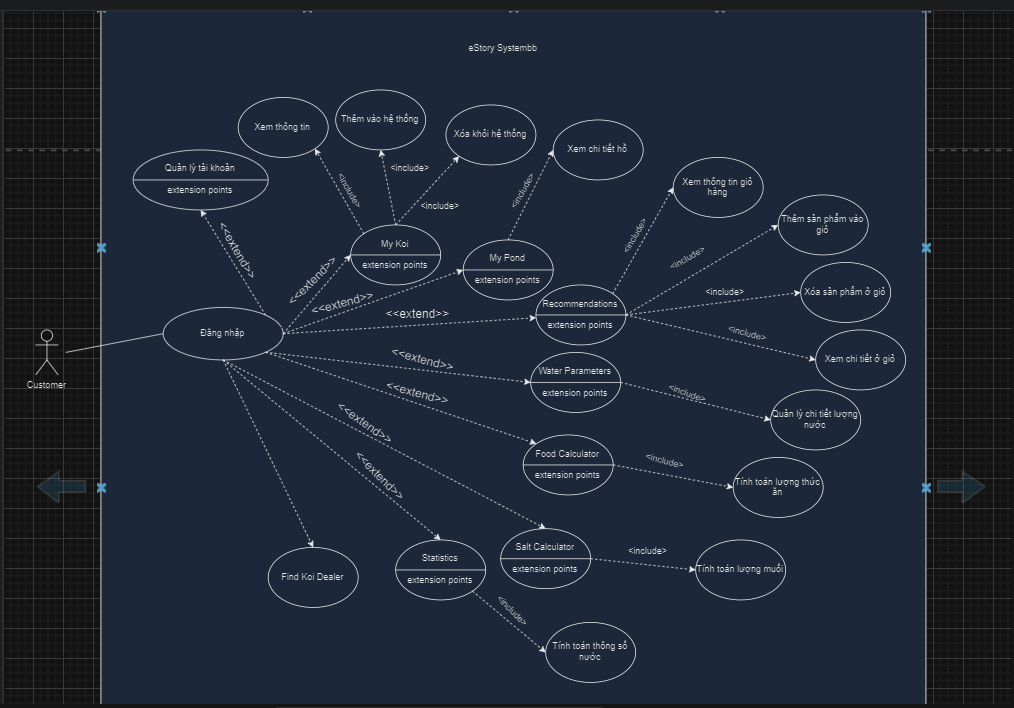 eStory Systembb
Xem thông tin
Thêm vào hệ thống
Xóa khỏi hệ thống
Xem chi tiết hồ
Quản lý tài khoản
extension points
<include>
<include>
<include>
<include>
Xem thông tin giỏ
hàng
Thêm sản phẩm vào
giỏ
<<extend>>
My Koi
extension points
My Pond
extension points
<include>
<include>
<<extend>>
<<extend>>
<<extend>>
Recommendations
extension points
<include>
Xóa sản phẩm ở giỏ
<include>
Xem chi tiết ở giỏ
Đăng nhập
Customer
<<extend>>
Water Parameters
extension points
<include>
Quản lý chi tiết lượng
nước
<<extend>>
<<extend>>
<<extend>>
Food Calculator
extension points
<include>
Tính toán lượng thức
ăn
Find Koi Dealer
Statistics
extension points
Salt Calculator
extension points
<include>
Tính toán lượng muối
<include>
Tính toán thông số
nước